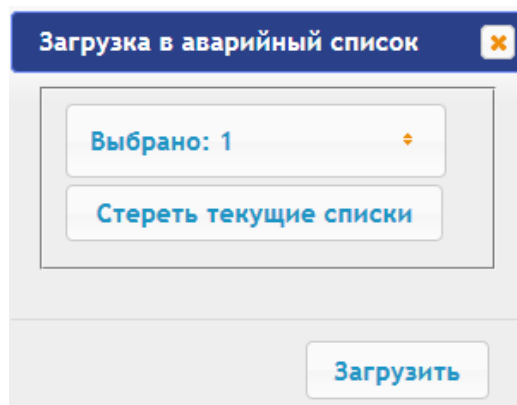 Загрузка в аварийный список
Выбрано: 1
Стереть текущие списки
Загрузить